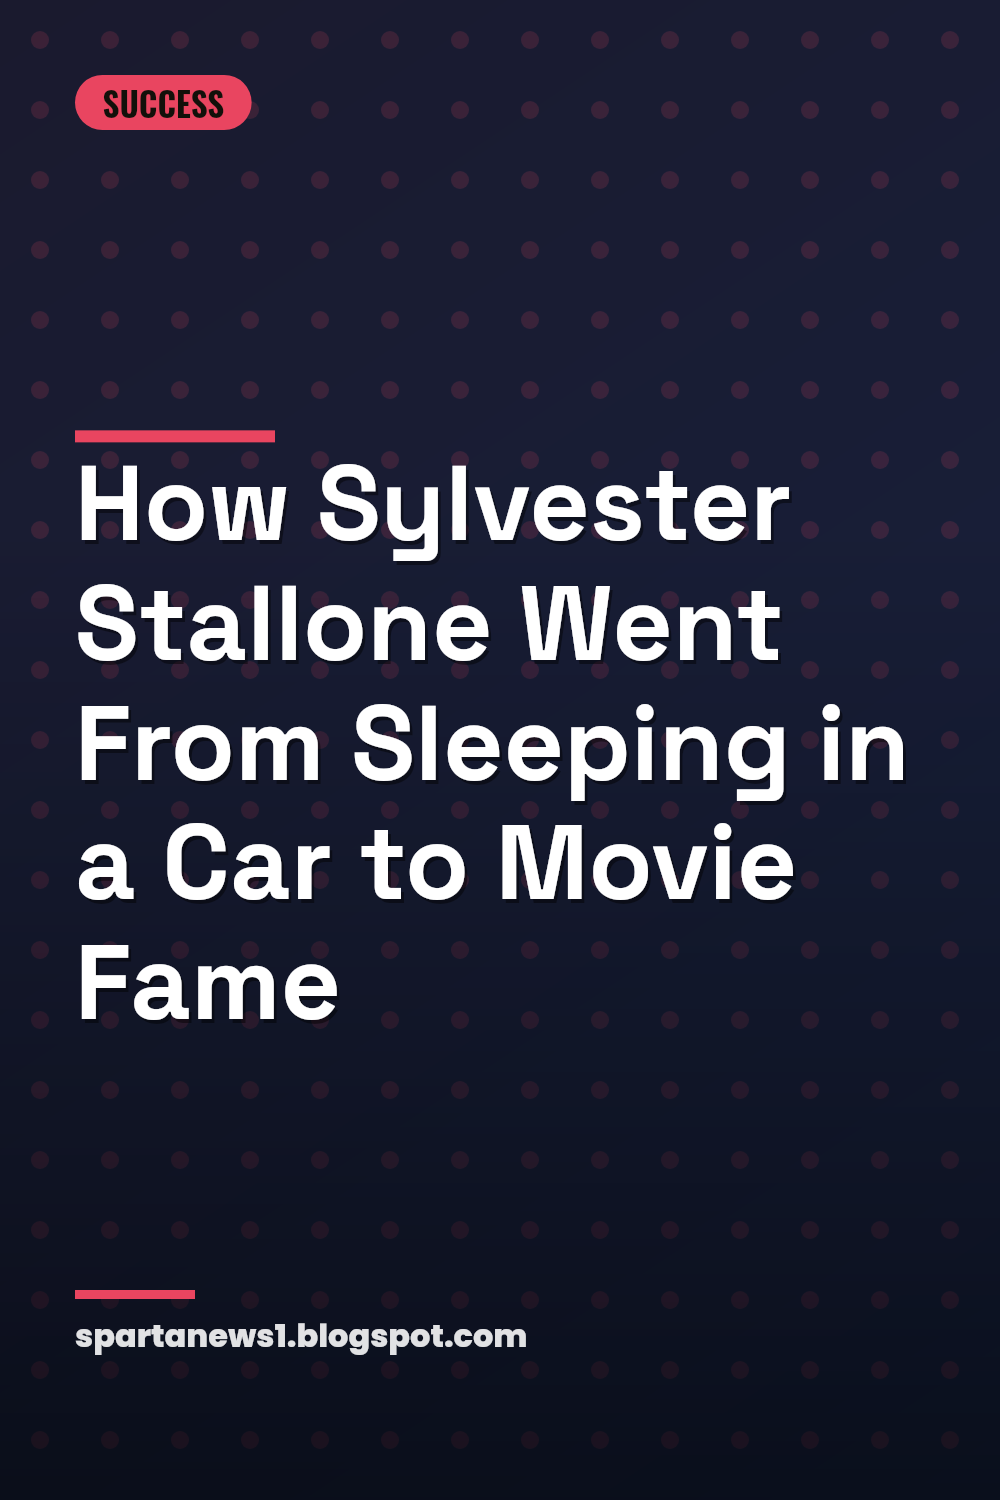 SUCCESS
How Sylvester
Stallone Went
From Sleeping in
a Car to Movie
Fame
spartanews1.blogspot.com